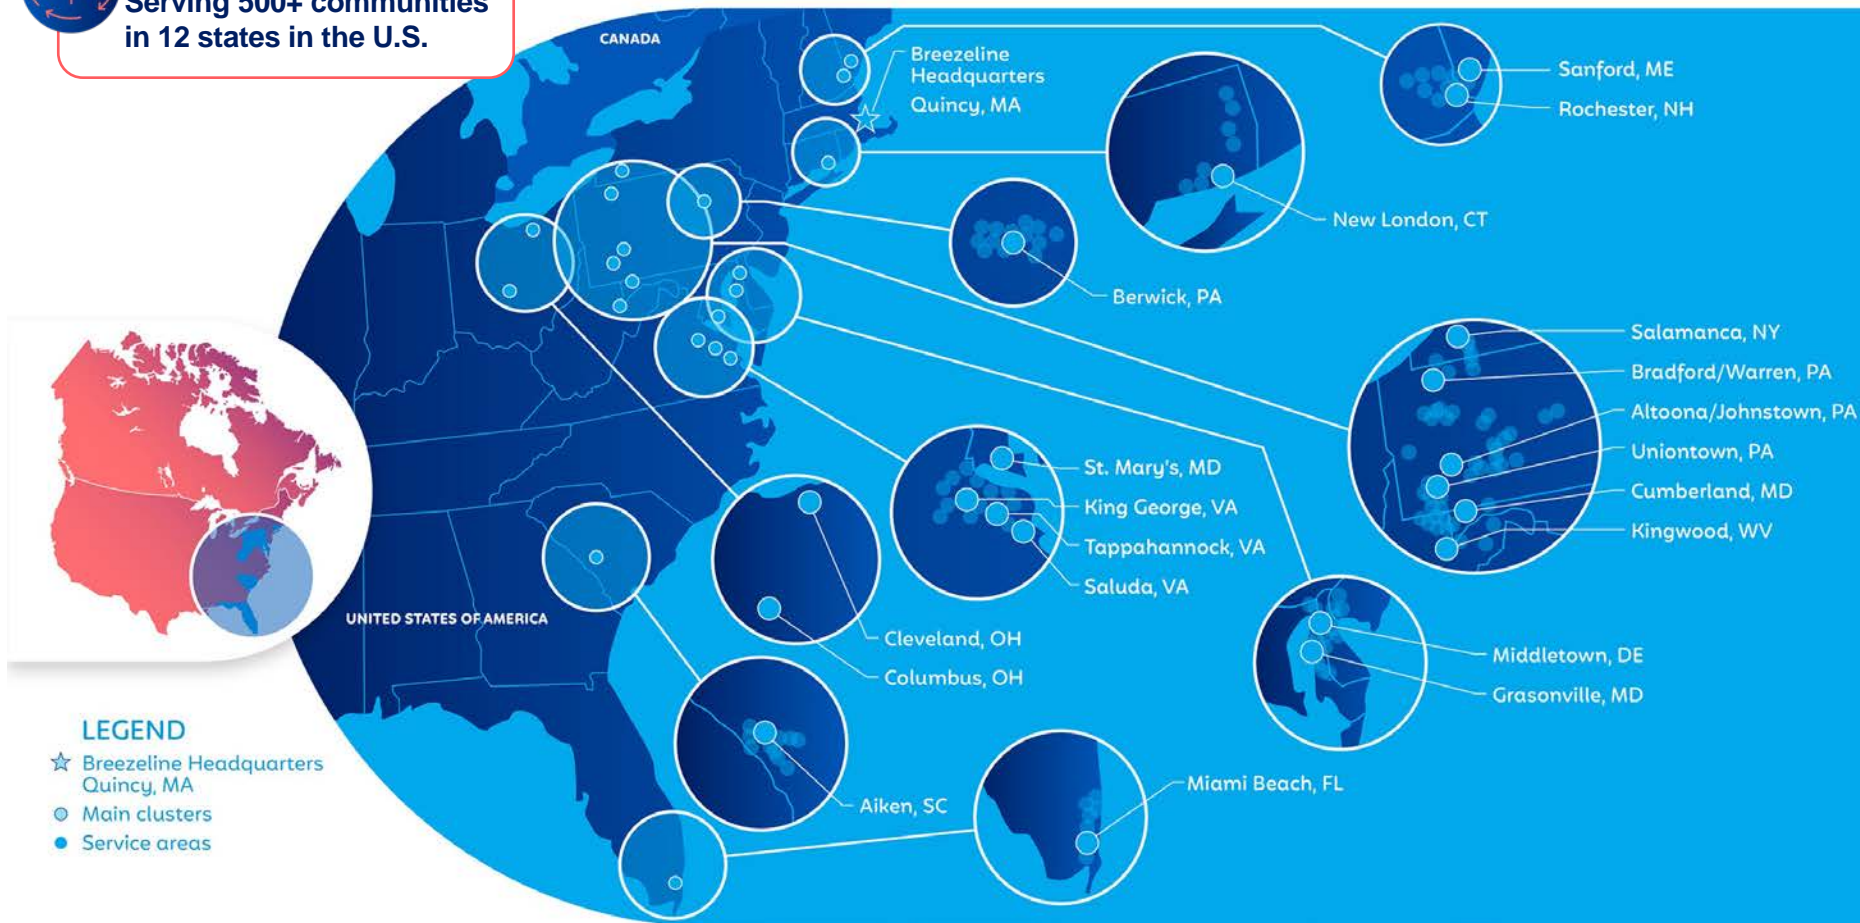 Serving 500+ communities
in 12 states in the U.S.
CANADA
Breezeline
Headquarters
Quincy, MA
Sanford, ME
Rochester, NH
New London, CT
Berwick, PA
Salamanca, NY
Bradford/Warren, PA
Altoona/Johnstown, PA
Uniontown, PA
Cumberland, MD
Kingwood, WV
St. Mary's, MD
King George, VA
Tappahannock, VA
Saluda, VA
UNITED STATES OF AMERICA
Cleveland, OH
Columbus, OH
Middletown, DE
Grasonville, MD
Aiken, SC
Miami Beach, FL
LEGEND
Breezeline Headquarters
Quincy, MA
Main clusters
Service areas